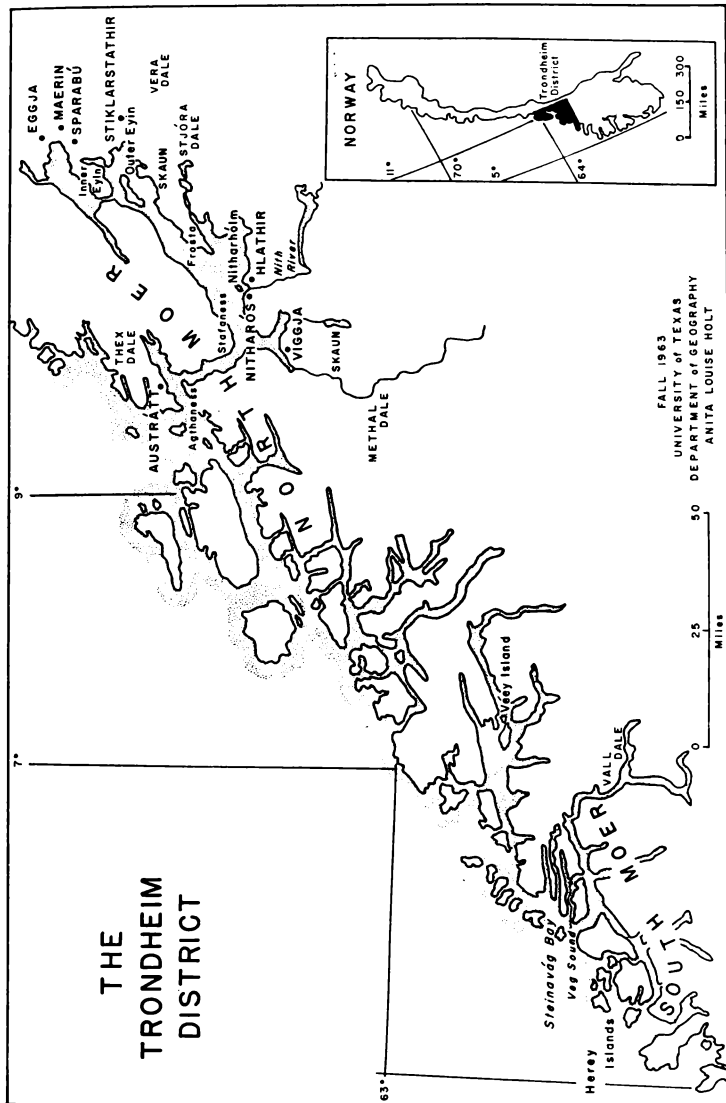 THE
TRONDHEIM
DISTRICT
7°
9°
63°
EGGJA
MAERIN
SPARABÚ
STIKLARSTATHIR
Inner
Eyin
Outer Eyin
VERA
DALE
SKAUN
STJÓRA
DALE
Frosta
Nitharhólm
HLATHIR
Nith
River
Stafaness
NITHARÓS
VIGGJA
SKAUN
METHAL
DALE
THEX
DALE
AUSTRÁTT
Agthaness
NORTH MOER
Veey Island
VALL
DALE
SOUTH MOER
Steinavág Bay
Veg Sound
Herey
Islands
NORWAY
11°
70°
5°
64°
Trondheim
District
0 150 300
Miles
0 25 50
Miles
FALL 1963
UNIVERSITY of TEXAS
DEPARTMENT of GEOGRAPHY
ANITA LOUISE HOLT